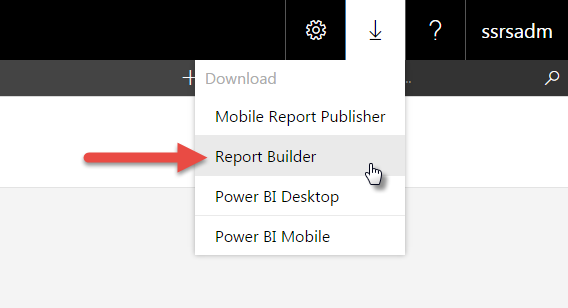 ssrsadm
Download
...
Mobile Report Publisher
Report Builder
Power BI Desktop
Power BI Mobile